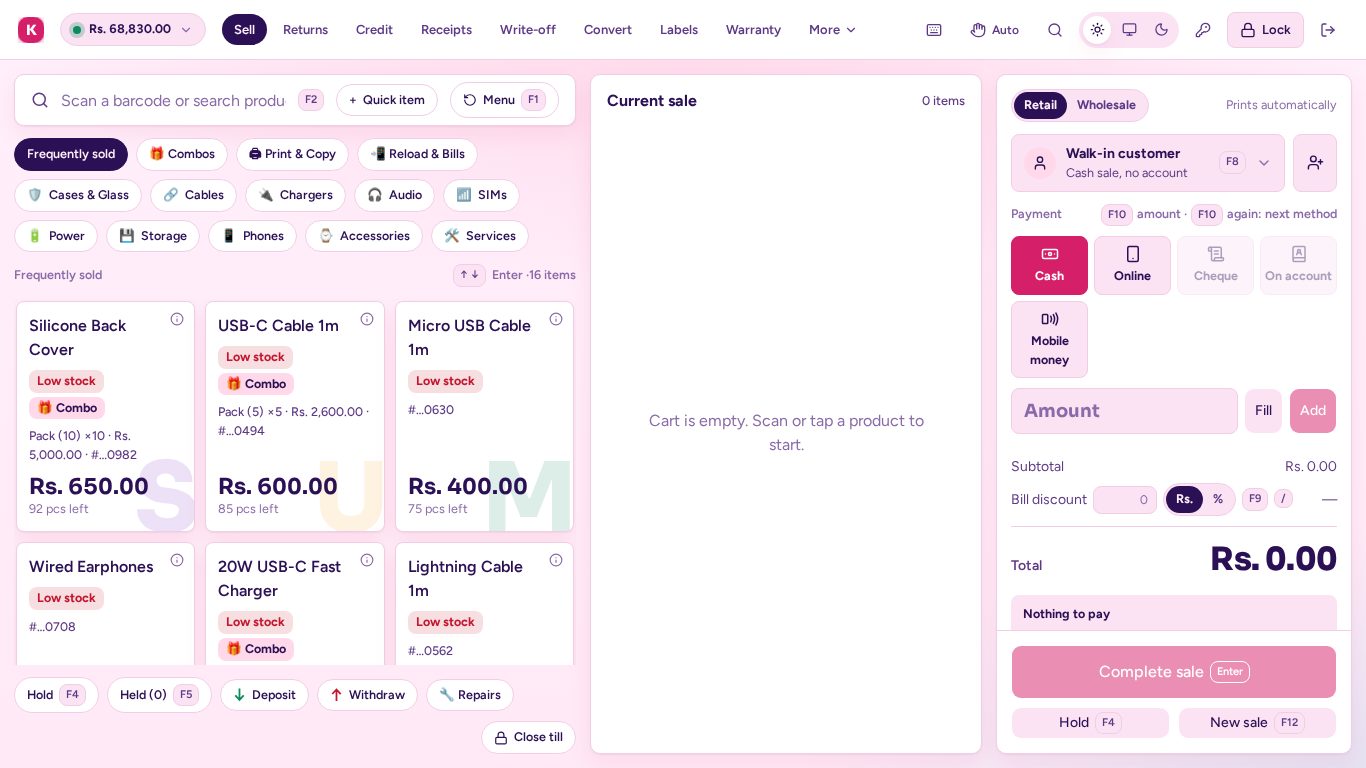 K
Rs. 68,830.00
Sell
Returns
Credit
Receipts
Write-off
Convert
Labels
Warranty
More
Auto
Lock
Scan a barcode or search produ
F2
+ Quick item
Menu F1
Frequently sold
🎁 Combos
🖨 Print & Copy
📲 Reload & Bills
🛡️ Cases & Glass
🔗 Cables
🔌 Chargers
🎧 Audio
📶 SIMs
🔋 Power
💾 Storage
📱 Phones
⌚ Accessories
🛠️ Services
Frequently sold
↑↓ Enter ·16 items
Silicone Back
Cover
Low stock
🎁 Combo
Pack (10) ×10 · Rs.
5,000.00 · #…0982
Rs. 650.00
92 pcs left
S
USB-C Cable 1m
Low stock
🎁 Combo
Pack (5) ×5 · Rs. 2,600.00 ·
#…0494
Rs. 600.00
85 pcs left
U
Micro USB Cable
1m
Low stock
#…0630
Rs. 400.00
75 pcs left
M
Wired Earphones
Low stock
#…0708
20W USB-C Fast
Charger
Low stock
🎁 Combo
Lightning Cable
1m
Low stock
#…0562
Hold F4
Held (0) F5
↓ Deposit
↑ Withdraw
🔧 Repairs
Close till
Current sale
0 items
Cart is empty. Scan or tap a product to
start.
Retail
Wholesale
Prints automatically
Walk-in customer
Cash sale, no account
F8
Payment
F10 amount · F10 again: next method
Cash
Online
Cheque
On account
Mobile
money
Amount
Fill
Add
Subtotal
Rs. 0.00
Bill discount
0
Rs.
%
F9
/
—
Total
Rs. 0.00
Nothing to pay
Complete sale Enter
Hold F4
New sale F12